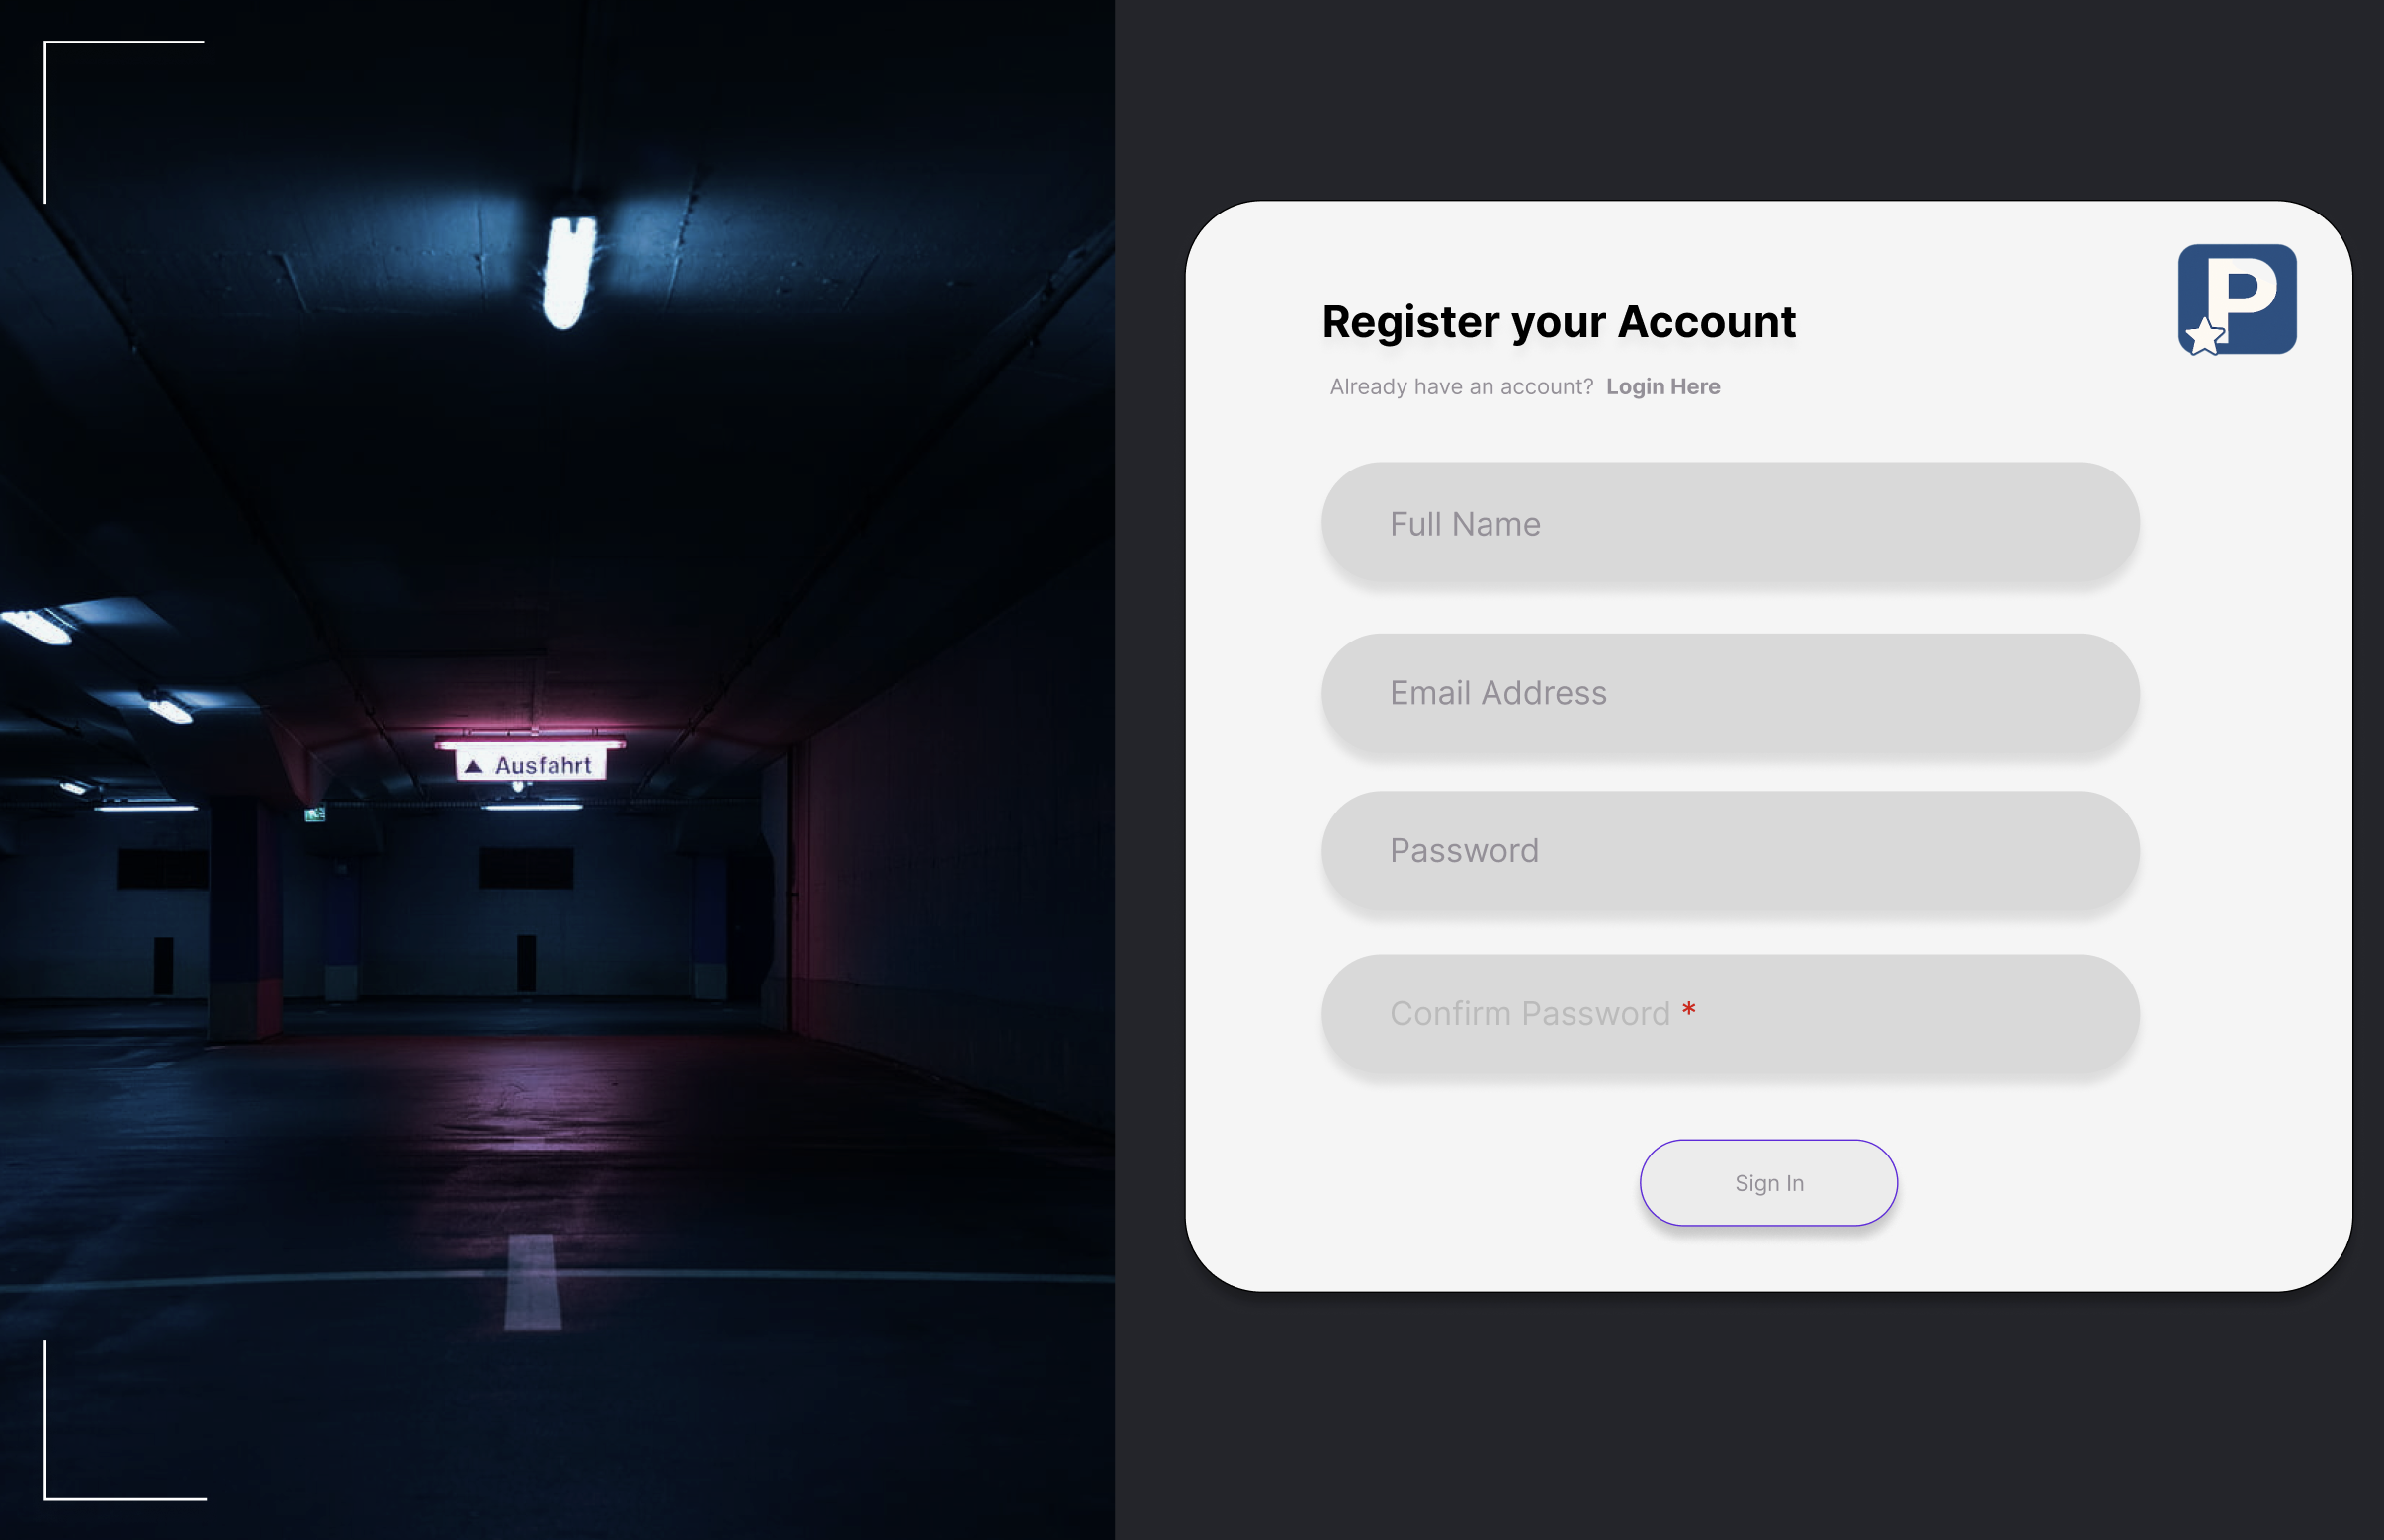 ▲ Ausfahrt
P
Register your Account
Already have an account? Login Here
Full Name
Email Address
Password
Confirm Password *
Sign In